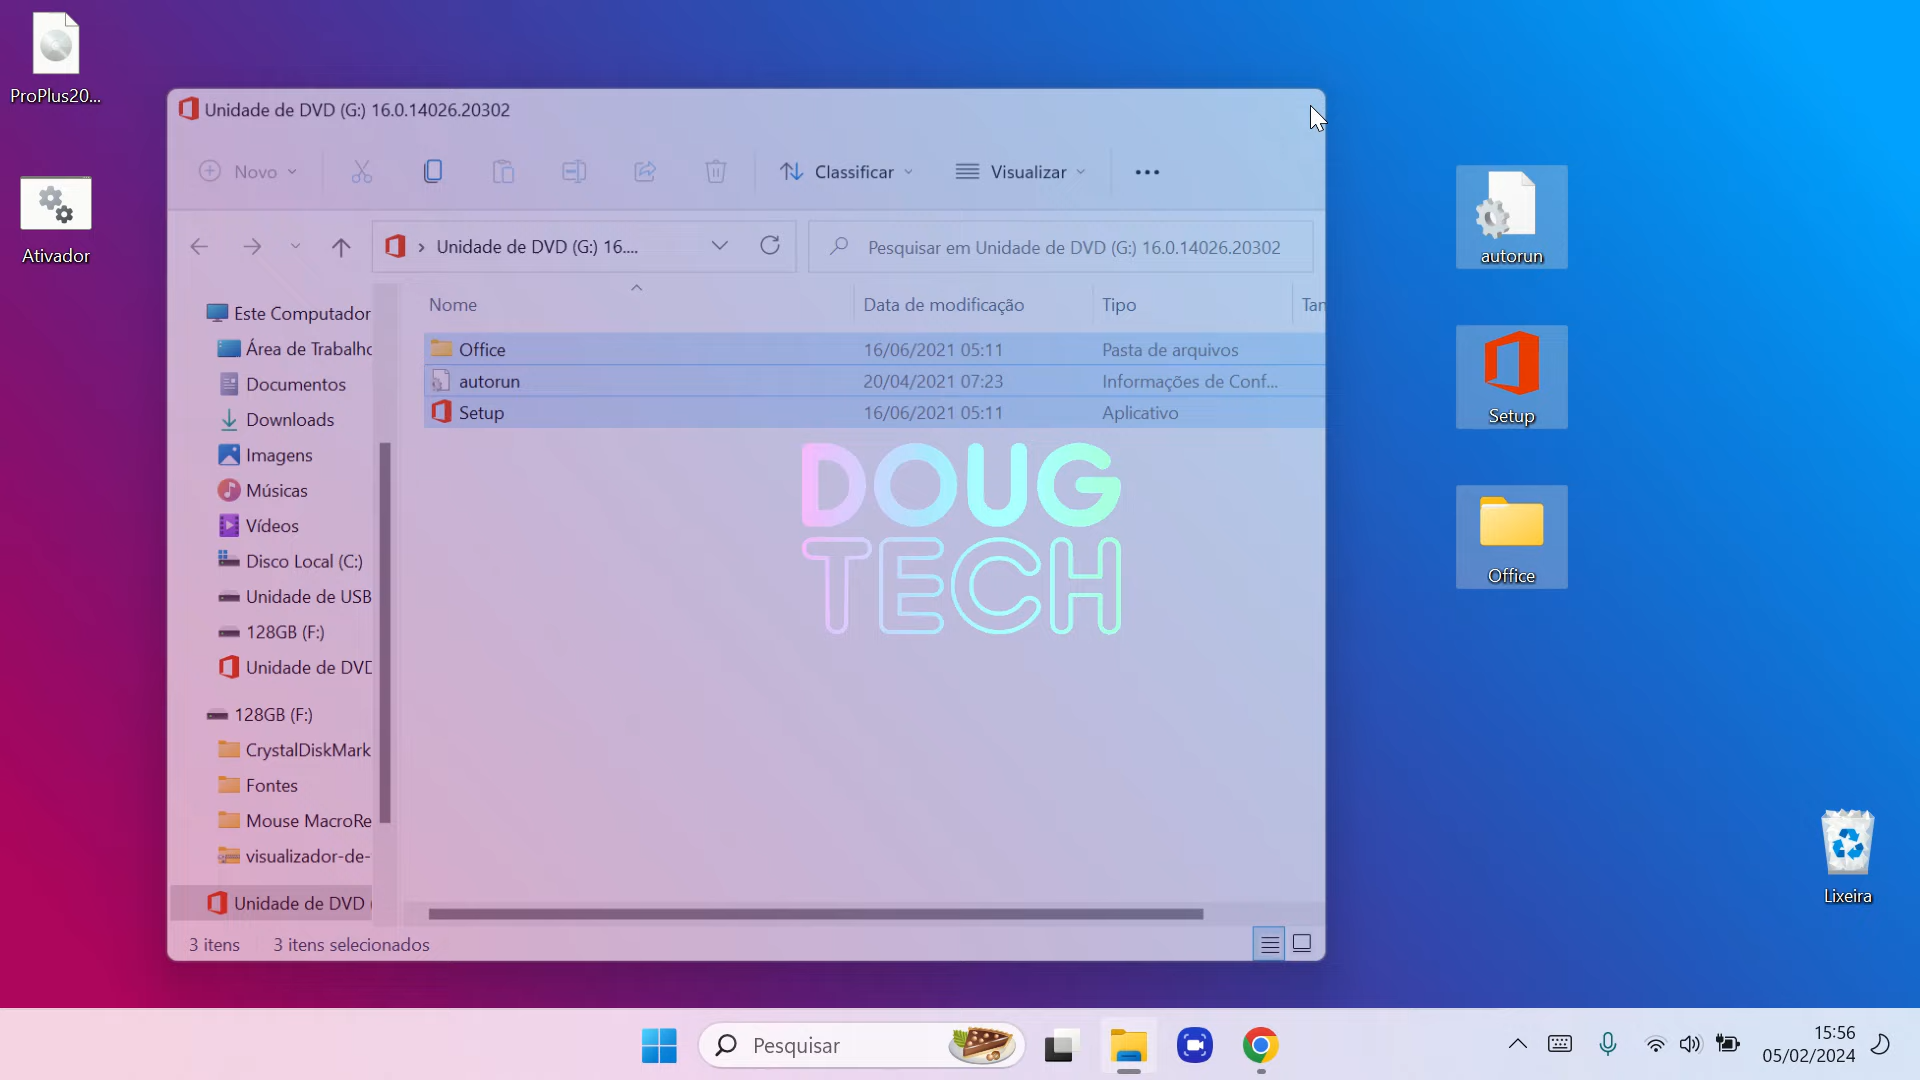 ProPlus20...
Ativador
Unidade de DVD (G:) 16.0.14026.20302
Novo
Classificar
Visualizar
Unidade de DVD (G:) 16....
Pesquisar em Unidade de DVD (G:) 16.0.14026.20302
Este Computador
Área de Trabalho
Documentos
Downloads
Imagens
Músicas
Vídeos
Disco Local (C:)
Unidade de USB
128GB (F:)
Unidade de DVD
128GB (F:)
CrystalDiskMark
Fontes
Mouse MacroRe
visualizador-de-
Unidade de DVD (
Nome Data de modificação Tipo Tan
Office 16/06/2021 05:11 Pasta de arquivos
autorun 20/04/2021 07:23 Informações de Conf...
Setup 16/06/2021 05:11 Aplicativo
DOUG
TECH
3 itens 3 itens selecionados
autorun
Setup
Office
Lixeira
Pesquisar
15:56
05/02/2024